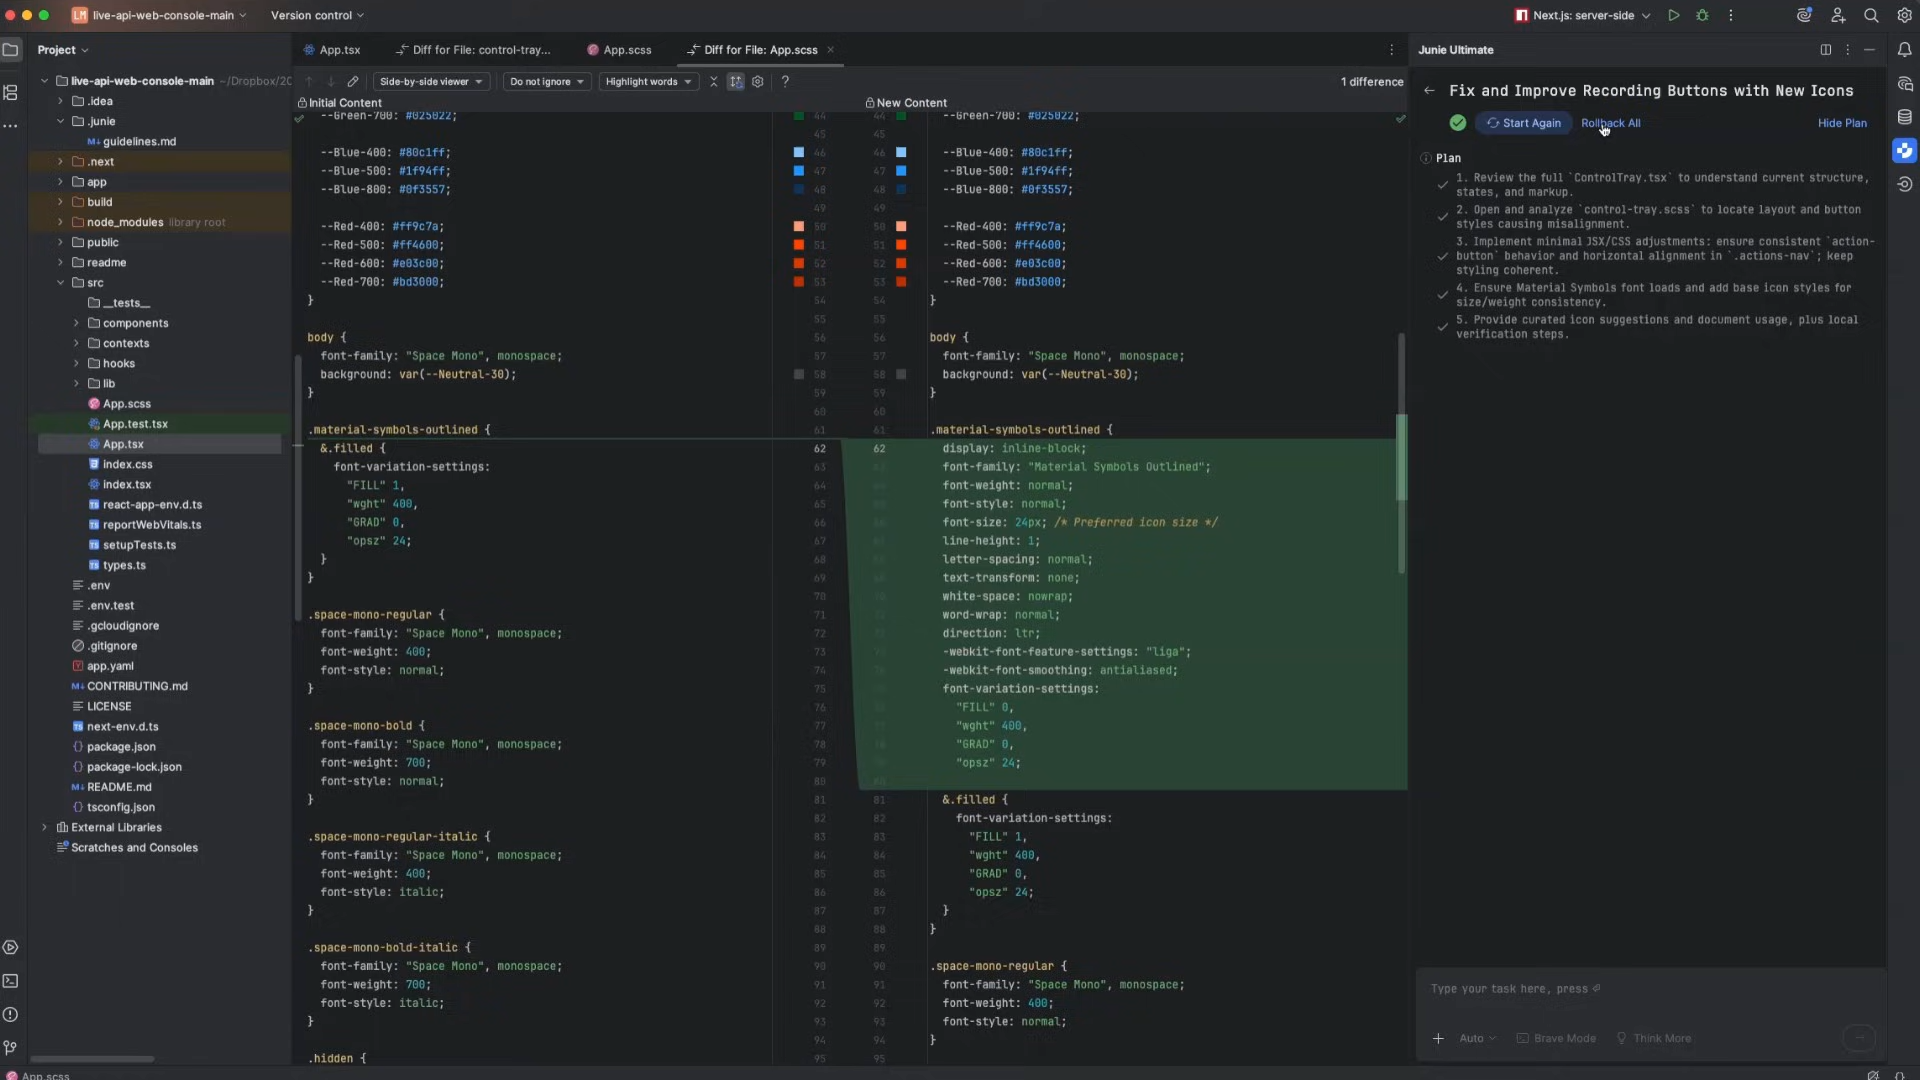 LM live-api-web-console-main
Version control
Next.js: server-side
Project
App.tsx
Diff for File: control-tray...
App.scss
Diff for File: App.scss
Junie Ultimate
live-api-web-console-main ~/Dropbox/20
.idea
.junie
guidelines.md
.next
app
build
node_modules library root
public
readme
src
__tests__
components
contexts
hooks
lib
App.scss
App.test.tsx
App.tsx
index.css
index.tsx
react-app-env.d.ts
reportWebVitals.ts
setupTests.ts
types.ts
.env
.env.test
.gcloudignore
.gitignore
app.yaml
CONTRIBUTING.md
LICENSE
next-env.d.ts
package.json
package-lock.json
README.md
tsconfig.json
External Libraries
Scratches and Consoles
Side-by-side viewer
Do not ignore
Highlight words
?
1 difference
Initial Content
--Green-700: #025022;
--Blue-400: #80c1ff;
--Blue-500: #1f94ff;
--Blue-800: #0f3557;
--Red-400: #ff9c7a;
--Red-500: #ff4600;
--Red-600: #e03c00;
--Red-700: #bd3000;
}
body {
font-family: "Space Mono", monospace;
background: var(--Neutral-30);
}
.material-symbols-outlined {
&.filled {
font-variation-settings:
"FILL" 1,
"wght" 400,
"GRAD" 0,
"opsz" 24;
}
}
.space-mono-regular {
font-family: "Space Mono", monospace;
font-weight: 400;
font-style: normal;
}
.space-mono-bold {
font-family: "Space Mono", monospace;
font-weight: 700;
font-style: normal;
}
.space-mono-regular-italic {
font-family: "Space Mono", monospace;
font-weight: 400;
font-style: italic;
}
.space-mono-bold-italic {
font-family: "Space Mono", monospace;
font-weight: 700;
font-style: italic;
}
.hidden {
New Content
--Green-700: #025022;
--Blue-400: #80c1ff;
--Blue-500: #1f94ff;
--Blue-800: #0f3557;
--Red-400: #ff9c7a;
--Red-500: #ff4600;
--Red-600: #e03c00;
--Red-700: #bd3000;
}
body {
font-family: "Space Mono", monospace;
background: var(--Neutral-30);
}
.material-symbols-outlined {
display: inline-block;
font-family: "Material Symbols Outlined";
font-weight: normal;
font-style: normal;
font-size: 24px; /* Preferred icon size */
line-height: 1;
letter-spacing: normal;
text-transform: none;
white-space: nowrap;
word-wrap: normal;
direction: ltr;
-webkit-font-feature-settings: "liga";
-webkit-font-smoothing: antialiased;
font-variation-settings:
"FILL" 0,
"wght" 400,
"GRAD" 0,
"opsz" 24;
&.filled {
font-variation-settings:
"FILL" 1,
"wght" 400,
"GRAD" 0,
"opsz" 24;
}
}
.space-mono-regular {
font-family: "Space Mono", monospace;
font-weight: 400;
font-style: normal;
}
Fix and Improve Recording Buttons with New Icons
Start Again
Rollback All
Hide Plan
Plan
1. Review the full `ControlTray.tsx` to understand current structure,
states, and markup.
2. Open and analyze `control-tray.scss` to locate layout and button
styles causing misalignment.
3. Implement minimal JSX/CSS adjustments: ensure consistent `action-
button` behavior and horizontal alignment in `.actions-nav`; keep
styling coherent.
4. Ensure Material Symbols font loads and add base icon styles for
size/weight consistency.
5. Provide curated icon suggestions and document usage, plus local
verification steps.
Type your task here, press ⏎
Auto
Brave Mode
Think More
App.scss